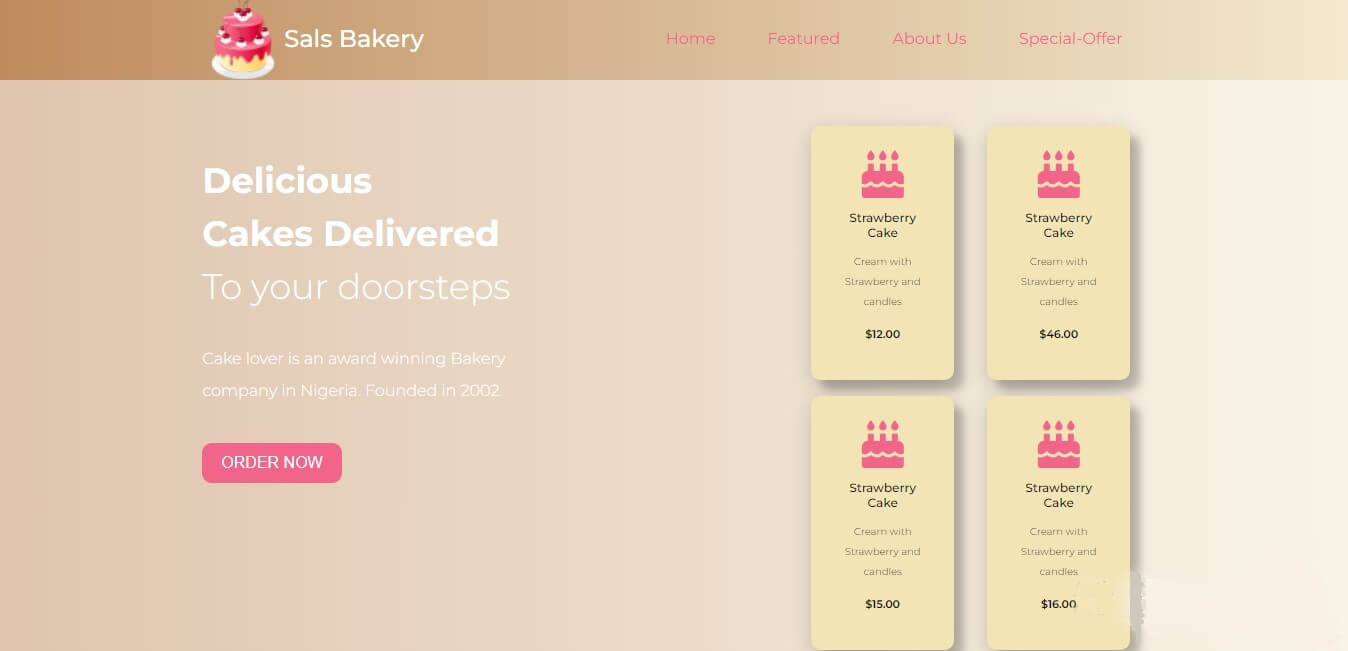 Sals Bakery
Home
Featured
About Us
Special-Offer
Delicious
Cakes Delivered
To your doorsteps
Cake lover is an award winning Bakery
company in Nigeria. Founded in 2002.
ORDER NOW
Strawberry
Cake
Cream with
Strawberry and
candles
$12.00
Strawberry
Cake
Cream with
Strawberry and
candles
$46.00
Strawberry
Cake
Cream with
Strawberry and
candles
$15.00
Strawberry
Cake
Cream with
Strawberry and
candles
$16.00